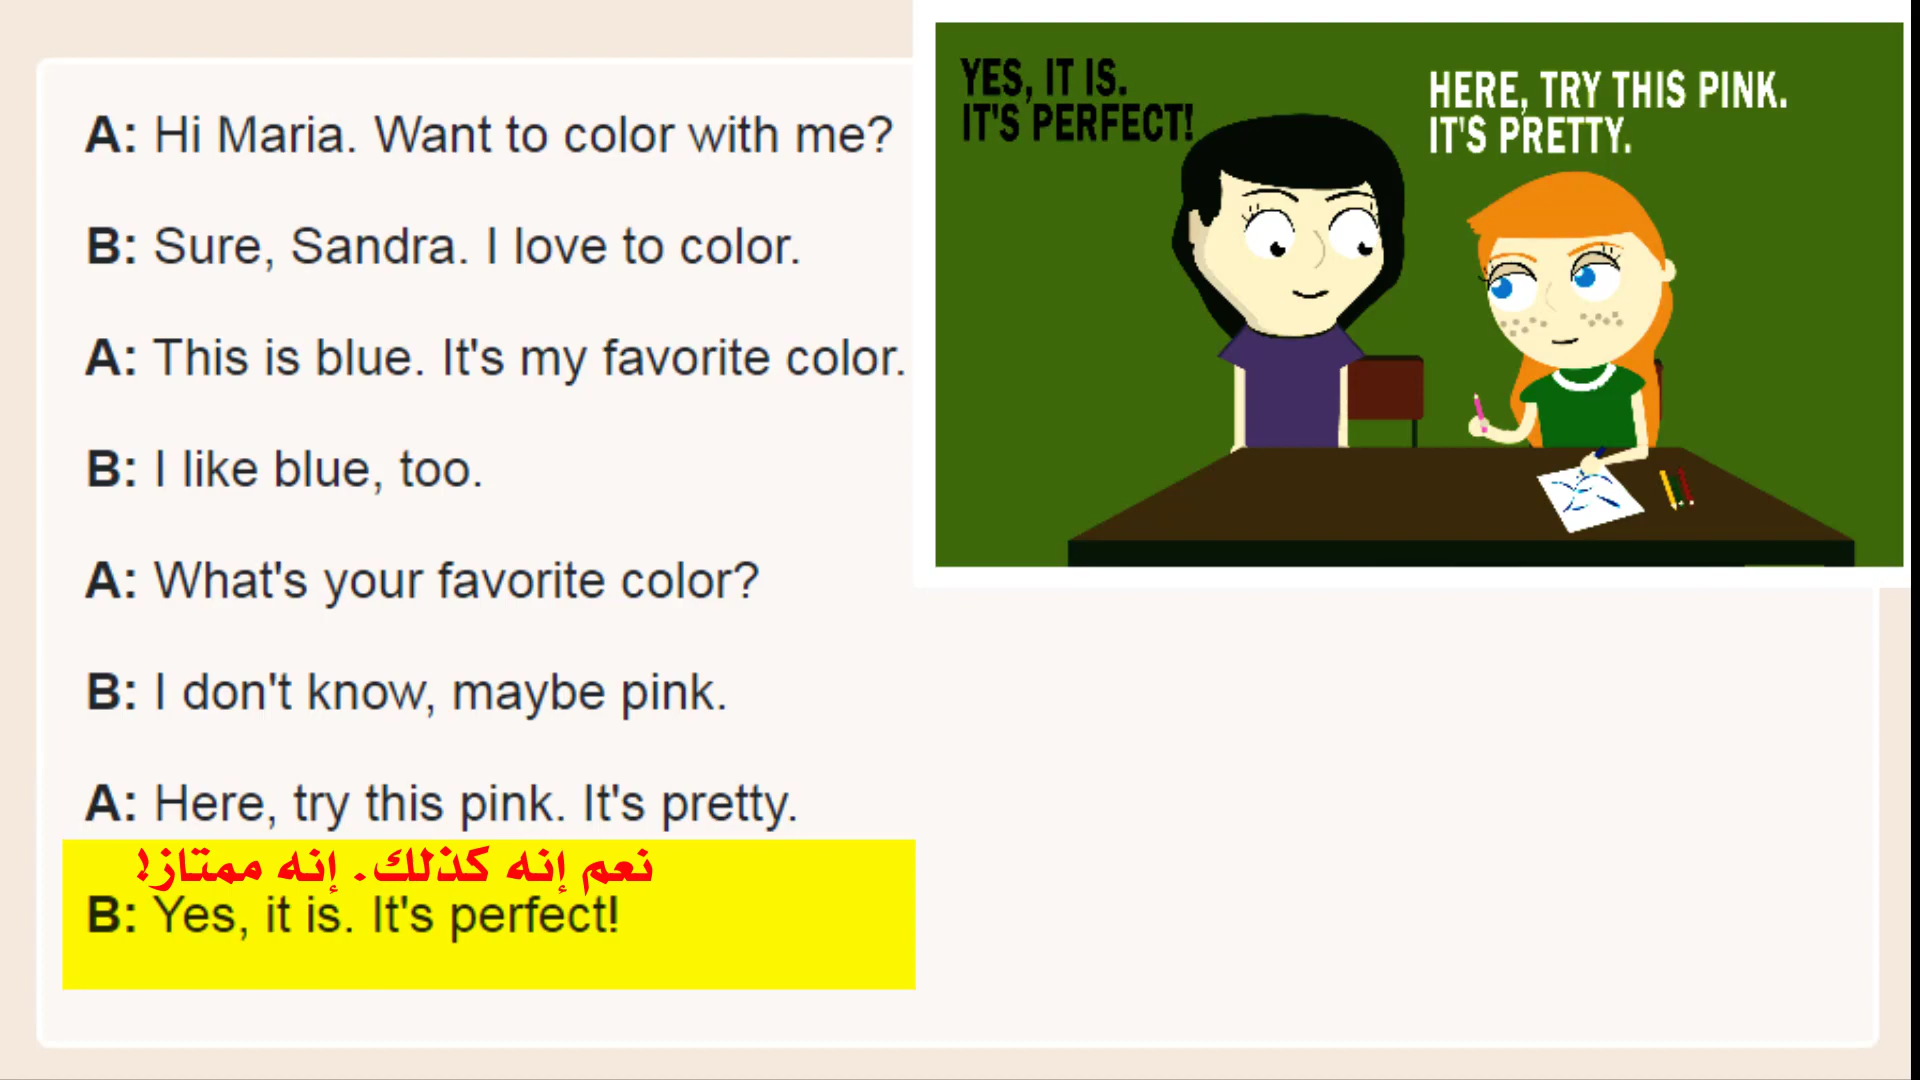 A: Hi Maria. Want to color with me?
B: Sure, Sandra. I love to color.
A: This is blue. It's my favorite color.
B: I like blue, too.
A: What's your favorite color?
B: I don't know, maybe pink.
A: Here, try this pink. It's pretty.
نعم إنه كذلك. إنه ممتاز!
B: Yes, it is. It's perfect!
YES, IT IS.
IT'S PERFECT!
HERE, TRY THIS PINK.
IT'S PRETTY.